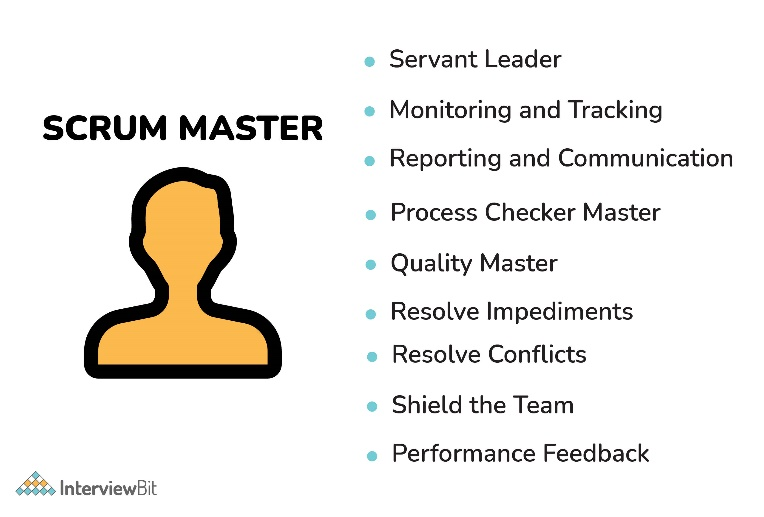 SCRUM MASTER
Servant Leader
Monitoring and Tracking
Reporting and Communication
Process Checker Master
Quality Master
Resolve Impediments
Resolve Conflicts
Shield the Team
Performance Feedback
InterviewBit